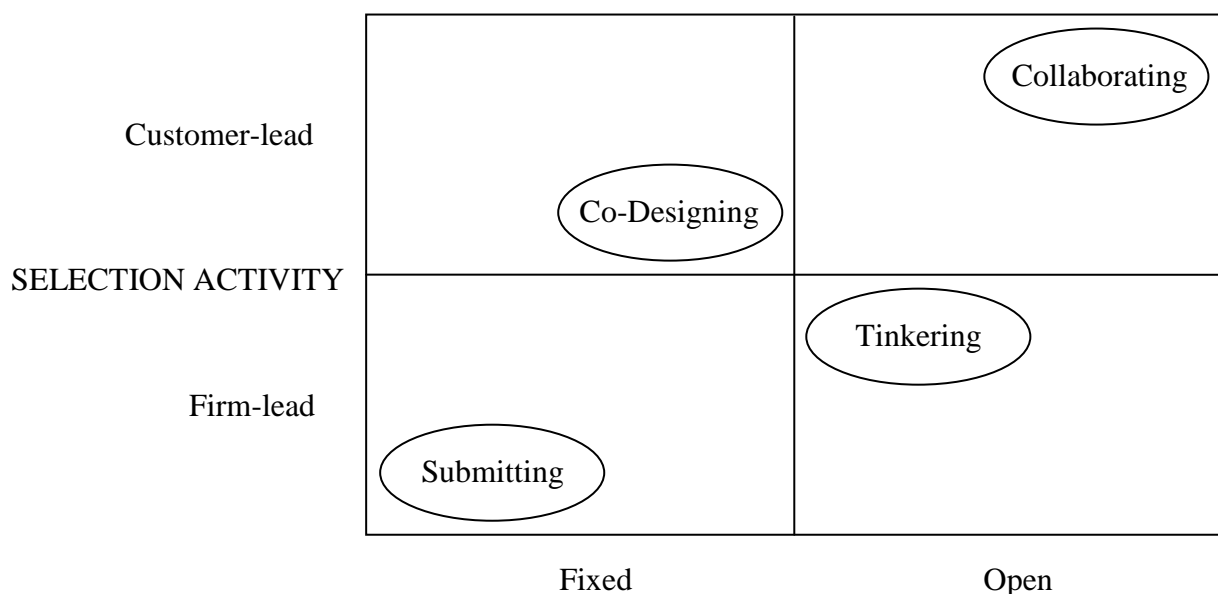 Collaborating
Customer-lead
Co-Designing
SELECTION ACTIVITY
Tinkering
Firm-lead
Submitting
Fixed Open